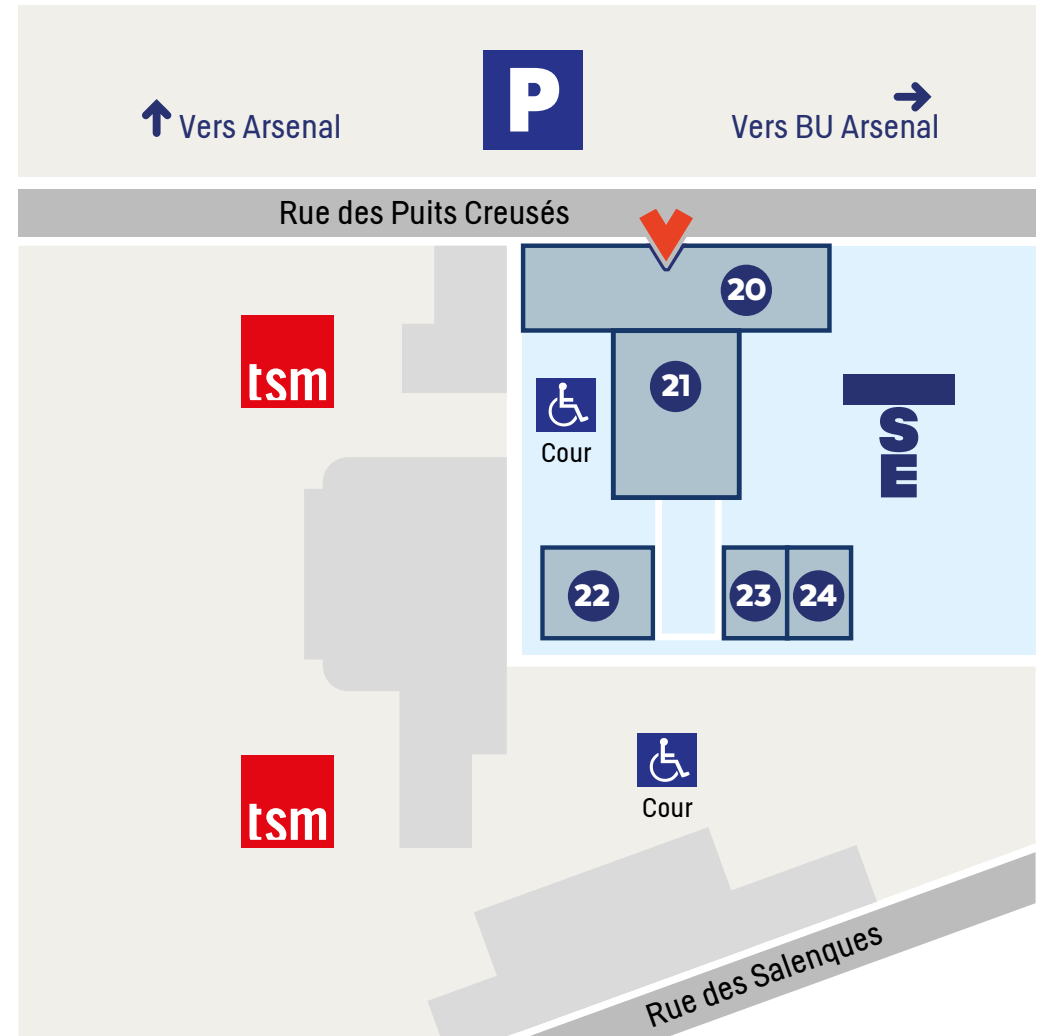 P
Vers Arsenal
Vers BU Arsenal
Rue des Puits Creusés
20
tsm
21
TSE
Cour
22
23
24
tsm
Cour
Rue des Salenques